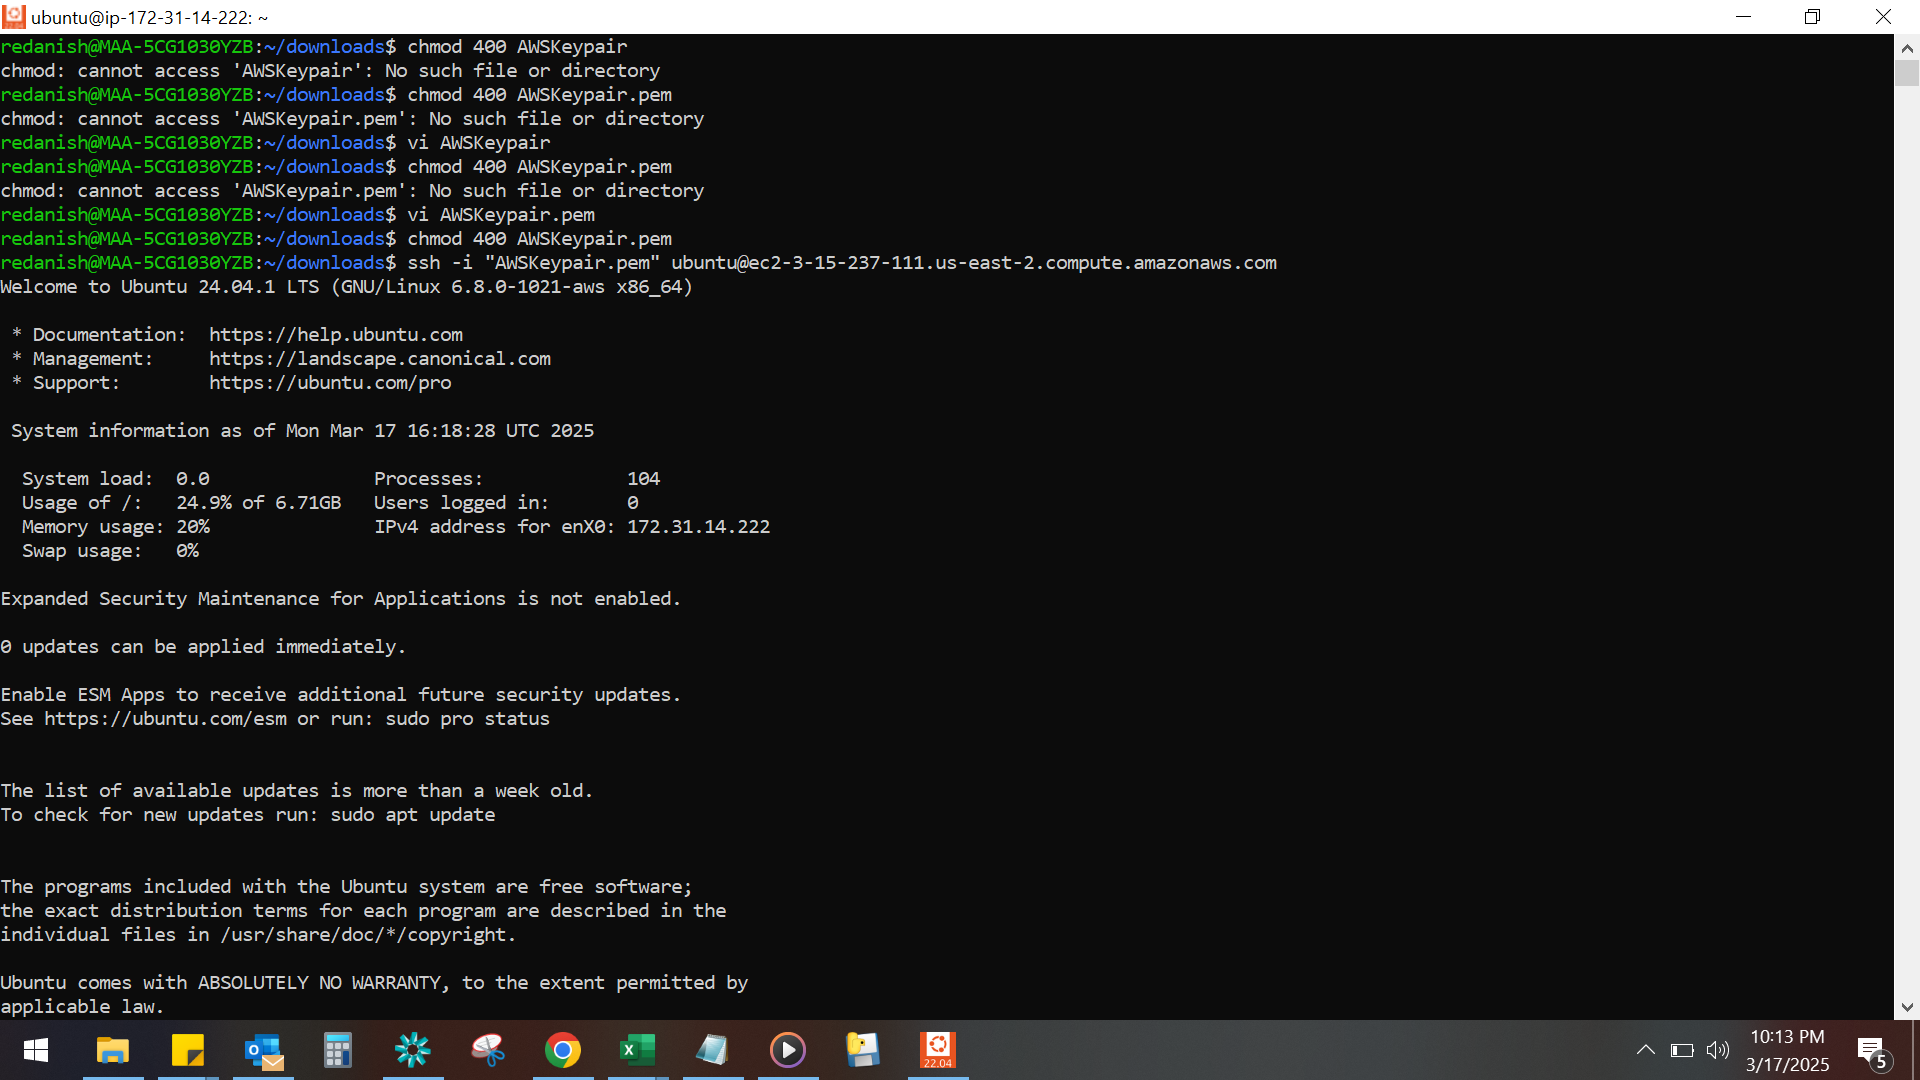 ubuntu@ip-172-31-14-222: ~
redanish@MAA-5CG1030YZB:~/downloads$ chmod 400 AWSKeypair
chmod: cannot access 'AWSKeypair': No such file or directory
redanish@MAA-5CG1030YZB:~/downloads$ chmod 400 AWSKeypair.pem
chmod: cannot access 'AWSKeypair.pem': No such file or directory
redanish@MAA-5CG1030YZB:~/downloads$ vi AWSKeypair
redanish@MAA-5CG1030YZB:~/downloads$ chmod 400 AWSKeypair.pem
chmod: cannot access 'AWSKeypair.pem': No such file or directory
redanish@MAA-5CG1030YZB:~/downloads$ vi AWSKeypair.pem
redanish@MAA-5CG1030YZB:~/downloads$ chmod 400 AWSKeypair.pem
redanish@MAA-5CG1030YZB:~/downloads$ ssh -i "AWSKeypair.pem" ubuntu@ec2-3-15-237-111.us-east-2.compute.amazonaws.com
Welcome to Ubuntu 24.04.1 LTS (GNU/Linux 6.8.0-1021-aws x86_64)
* Documentation:  https://help.ubuntu.com
* Management:     https://landscape.canonical.com
* Support:        https://ubuntu.com/pro
System information as of Mon Mar 17 16:18:28 UTC 2025
System load:  0.0               Processes:             104
Usage of /:   24.9% of 6.71GB   Users logged in:       0
Memory usage: 20%               IPv4 address for enX0: 172.31.14.222
Swap usage:   0%
Expanded Security Maintenance for Applications is not enabled.
0 updates can be applied immediately.
Enable ESM Apps to receive additional future security updates.
See https://ubuntu.com/esm or run: sudo pro status
The list of available updates is more than a week old.
To check for new updates run: sudo apt update
The programs included with the Ubuntu system are free software;
the exact distribution terms for each program are described in the
individual files in /usr/share/doc/*/copyright.
Ubuntu comes with ABSOLUTELY NO WARRANTY, to the extent permitted by
applicable law.
22.04
10:13 PM
3/17/2025
5